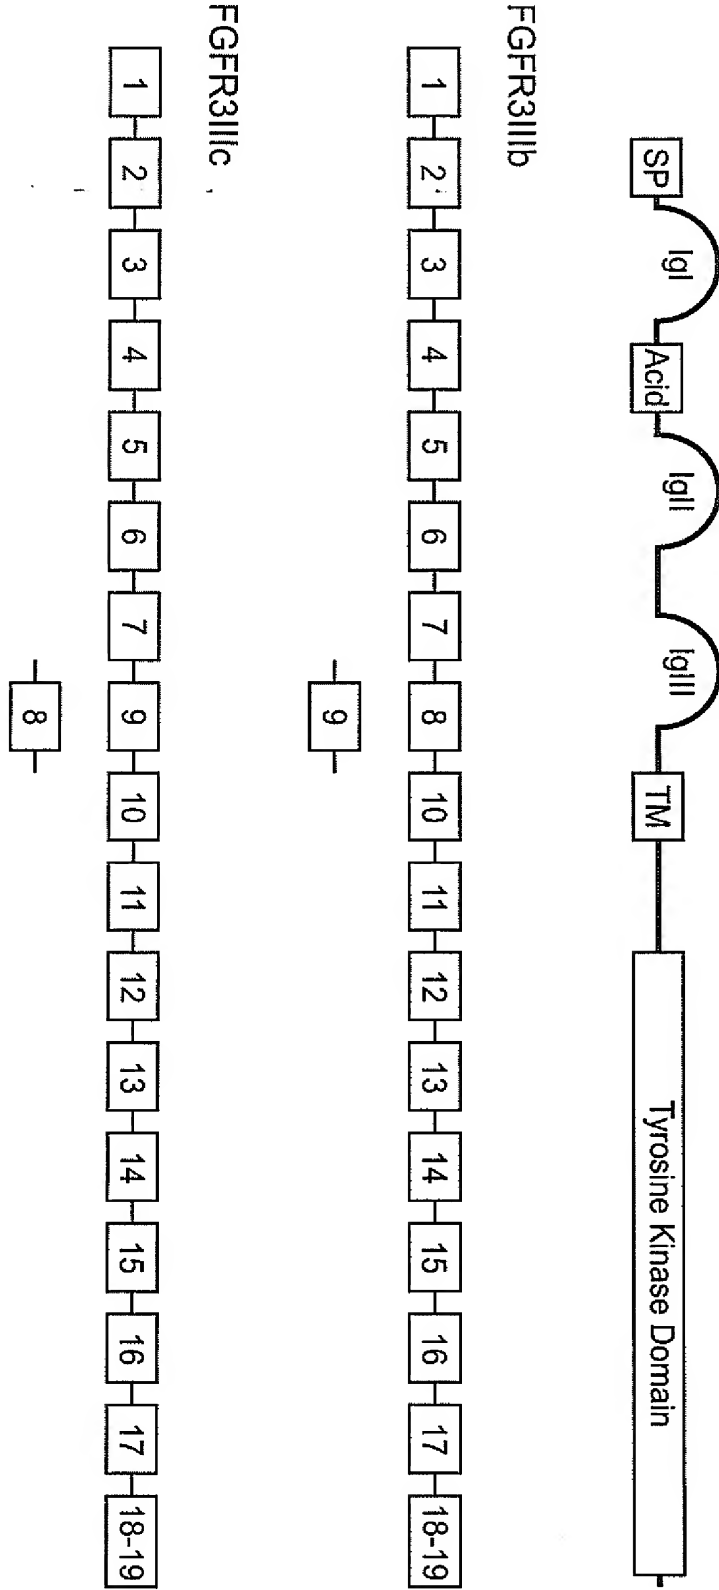 SP IgI Acid IgII IgIII TM Tyrosine Kinase Domain
FGFR3IIIb
1 2 3 4 5 6 7 8 10 11 12 13 14 15 16 17 18-19
9
FGFR3IIIc
1 2 3 4 5 6 7 9 10 11 12 13 14 15 16 17 18-19
8